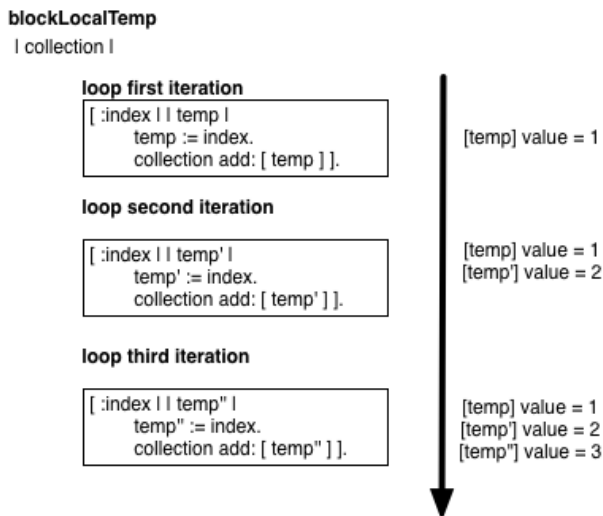 blockLocalTemp
| collection |
loop first iteration
[ :index | | temp |
temp := index.
collection add: [ temp ] ].
[temp] value = 1
loop second iteration
[ :index | | temp' |
temp' := index.
collection add: [ temp' ] ].
[temp] value = 1
[temp'] value = 2
loop third iteration
[ :index | | temp" |
temp" := index.
collection add: [ temp" ] ].
[temp] value = 1
[temp'] value = 2
[temp"] value = 3